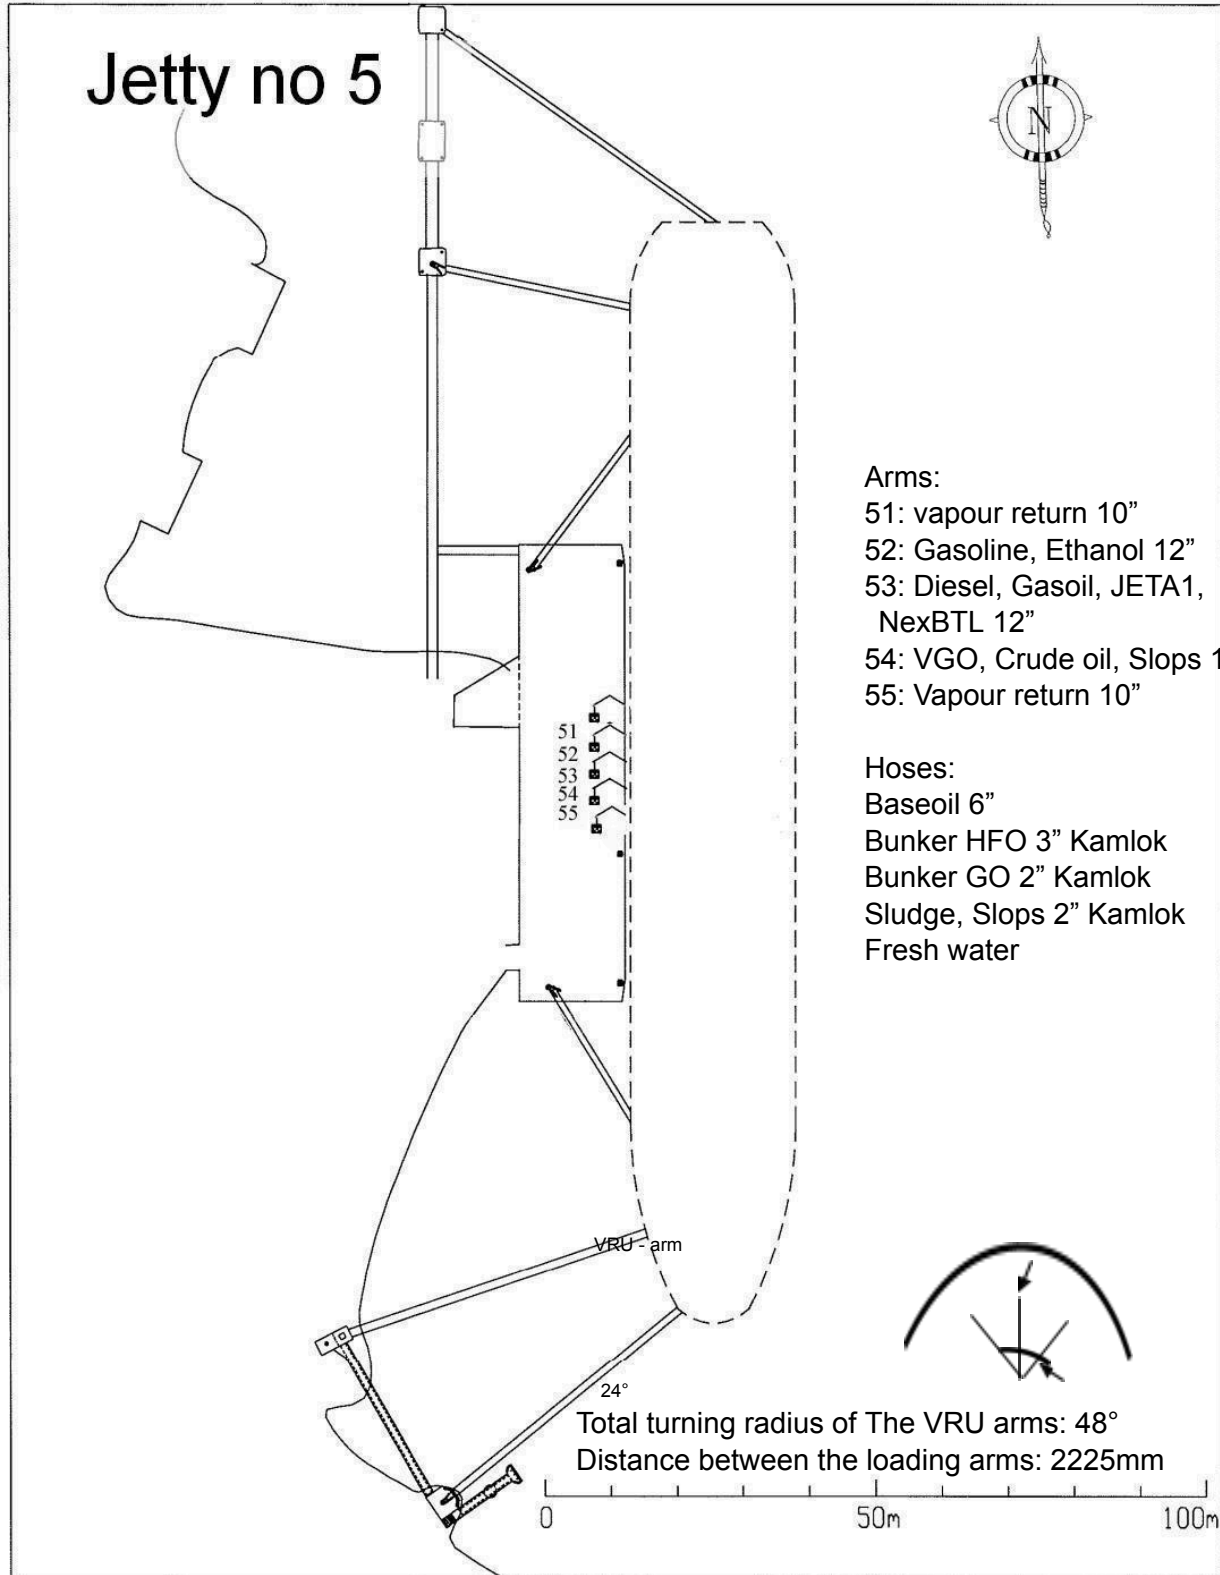 Jetty no 5
N
Arms:
51: vapour return 10”
52: Gasoline, Ethanol 12”
53: Diesel, Gasoil, JETA1,
NexBTL 12”
54: VGO, Crude oil, Slops 1
55: Vapour return 10”
51
52
53
54
55
Hoses:
Baseoil 6”
Bunker HFO 3” Kamlok
Bunker GO 2” Kamlok
Sludge, Slops 2” Kamlok
Fresh water
VRU - arm
24°
Total turning radius of The VRU arms: 48°
Distance between the loading arms: 2225mm
0 50m 100m